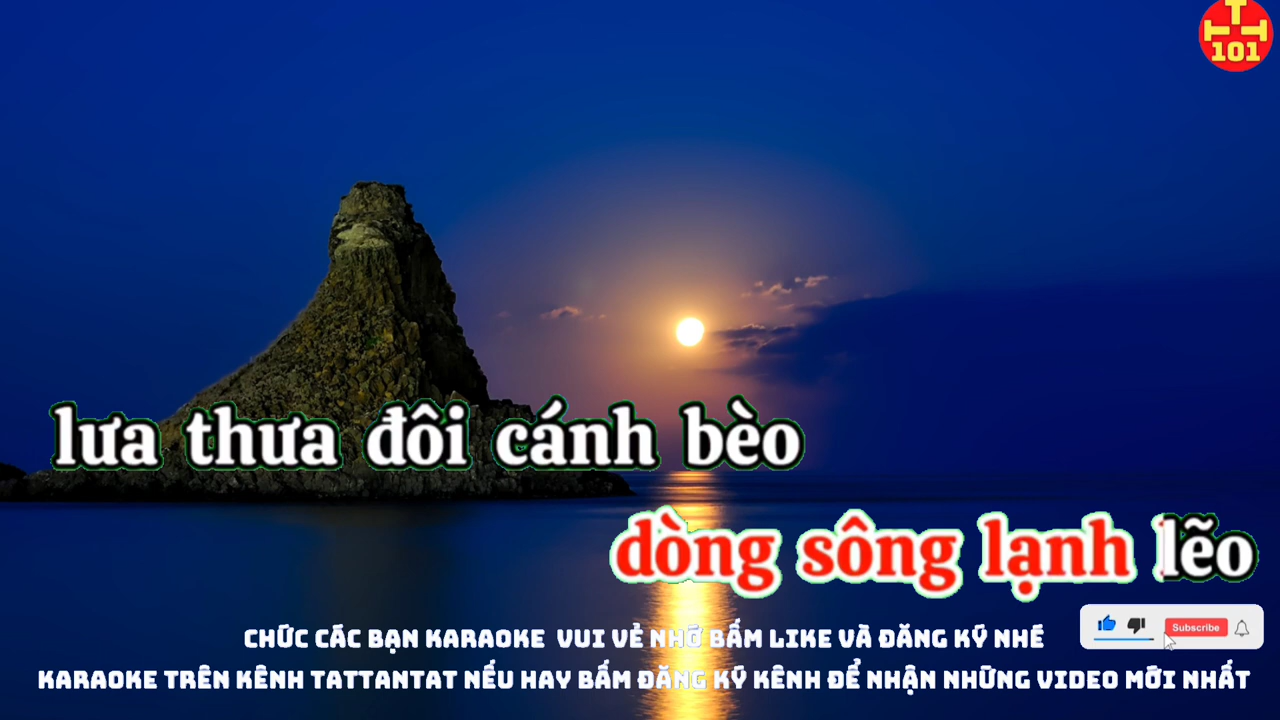 T
T T
101
lưa thưa đôi cánh bèo
dòng sông lạnh lẽo
CHÚC CÁC BẠN KARAOKE VUI VẺ NHỚ BẤM LIKE VÀ ĐĂNG KÝ NHÉ
Subscribe
KARAOKE TRÊN KÊNH TATTANTAT NẾU HAY BẤM ĐĂNG KÝ KÊNH ĐỂ NHẬN NHỮNG VIDEO MỚI NHẤT